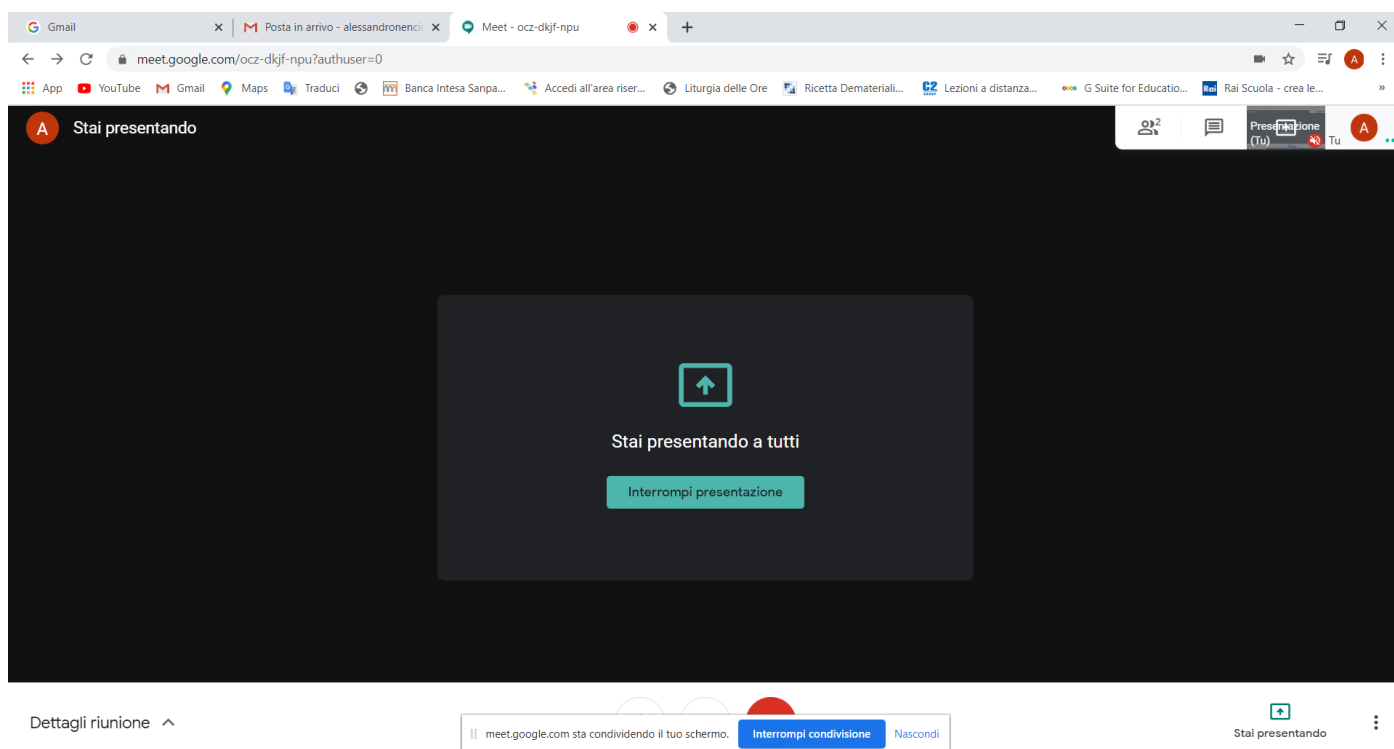 Gmail
Posta in arrivo - alessandronenci
Meet - ocz-dkjf-npu
meet.google.com/ocz-dkjf-npu?authuser=0
A
App YouTube Gmail Maps Traduci Banca Intesa Sanpa... Accedi all'area riser... Liturgia delle Ore Ricetta Demateriali... C2 Lezioni a distanza... G Suite for Educatio... Rai Rai Scuola - crea le... »
A Stai presentando
2
Presentazione
(Tu)
Tu
A
Stai presentando a tutti
Interrompi presentazione
Dettagli riunione
meet.google.com sta condividendo il tuo schermo. Interrompi condivisione Nascondi
Stai presentando